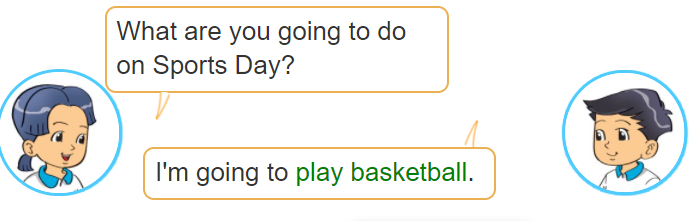 What are you going to do
on Sports Day?
I'm going to play basketball.